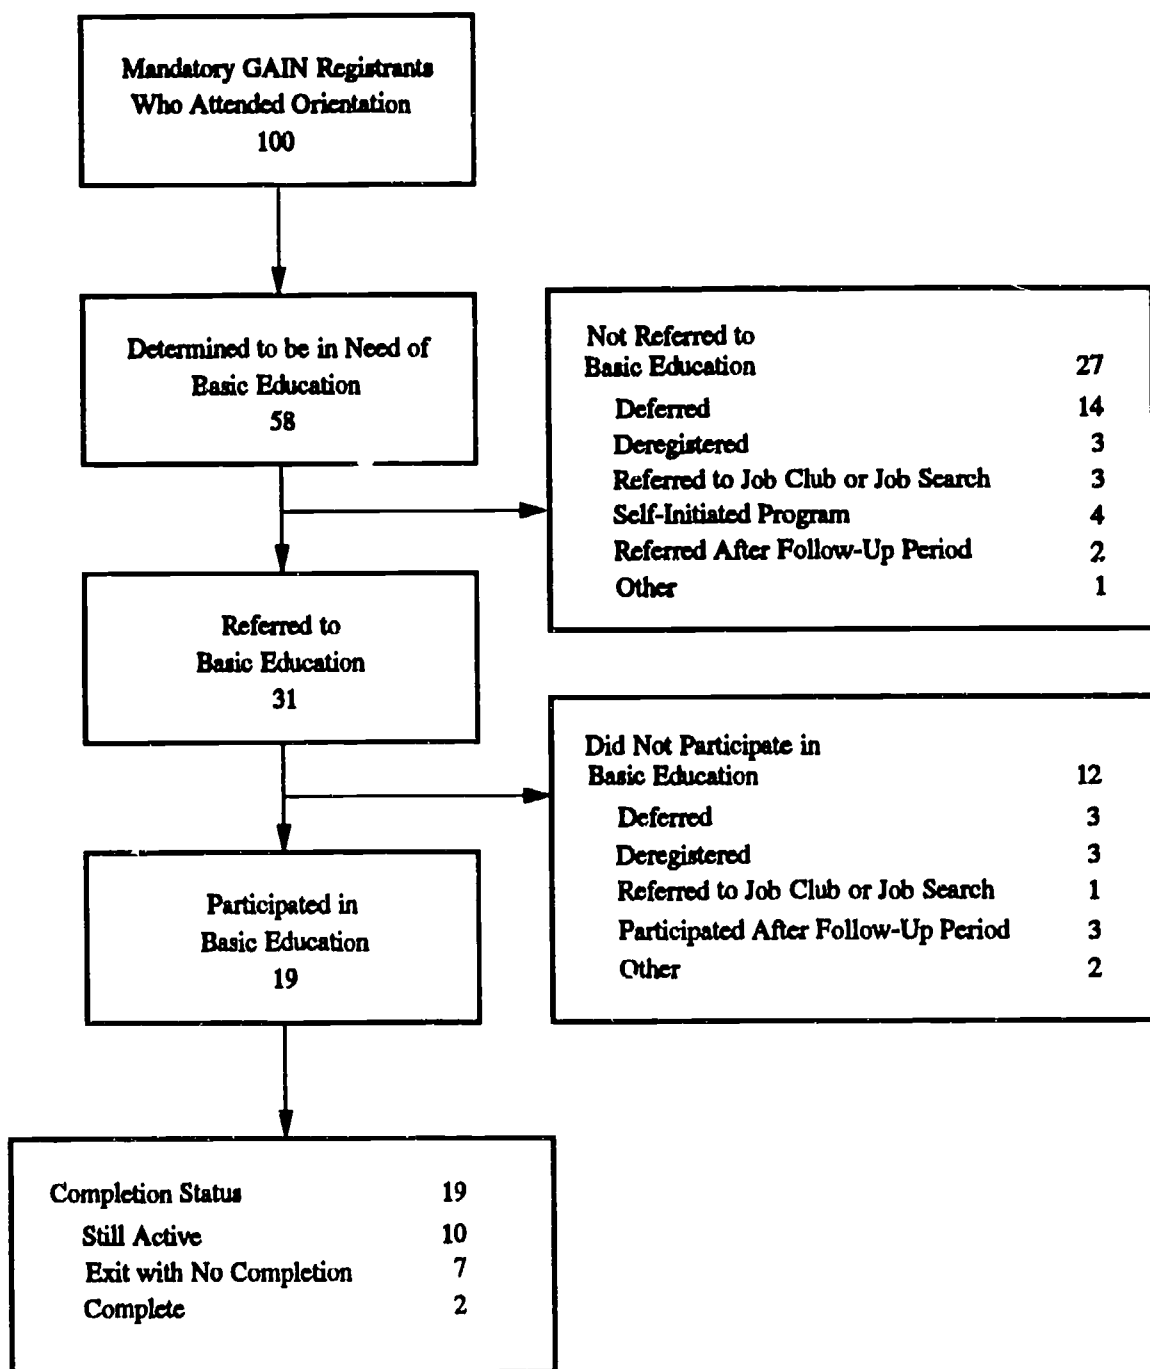 Mandatory GAIN Registrants
Who Attended Orientation
100
Determined to be in Need of
Basic Education
58
Not Referred to
Basic Education 27
Deferred 14
Deregistered 3
Referred to Job Club or Job Search 3
Self-Initiated Program 4
Referred After Follow-Up Period 2
Other 1
Referred to
Basic Education
31
Did Not Participate in
Basic Education 12
Deferred 3
Deregistered 3
Referred to Job Club or Job Search 1
Participated After Follow-Up Period 3
Other 2
Participated in
Basic Education
19
Completion Status 19
Still Active 10
Exit with No Completion 7
Complete 2